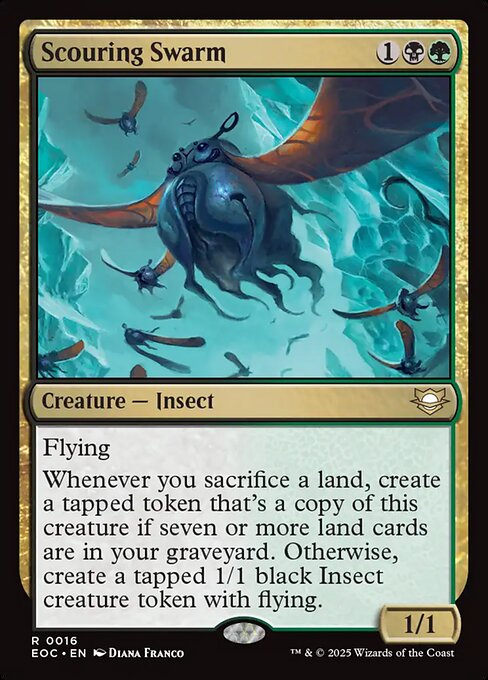 Scouring Swarm 1
Creature — Insect
Flying
Whenever you sacrifice a land, create
a tapped token that's a copy of this
creature if seven or more land cards
are in your graveyard. Otherwise,
create a tapped 1/1 black Insect
creature token with flying.
1/1
R 0016
EOC • EN Diana Franco
™ & © 2025 Wizards of the Coast